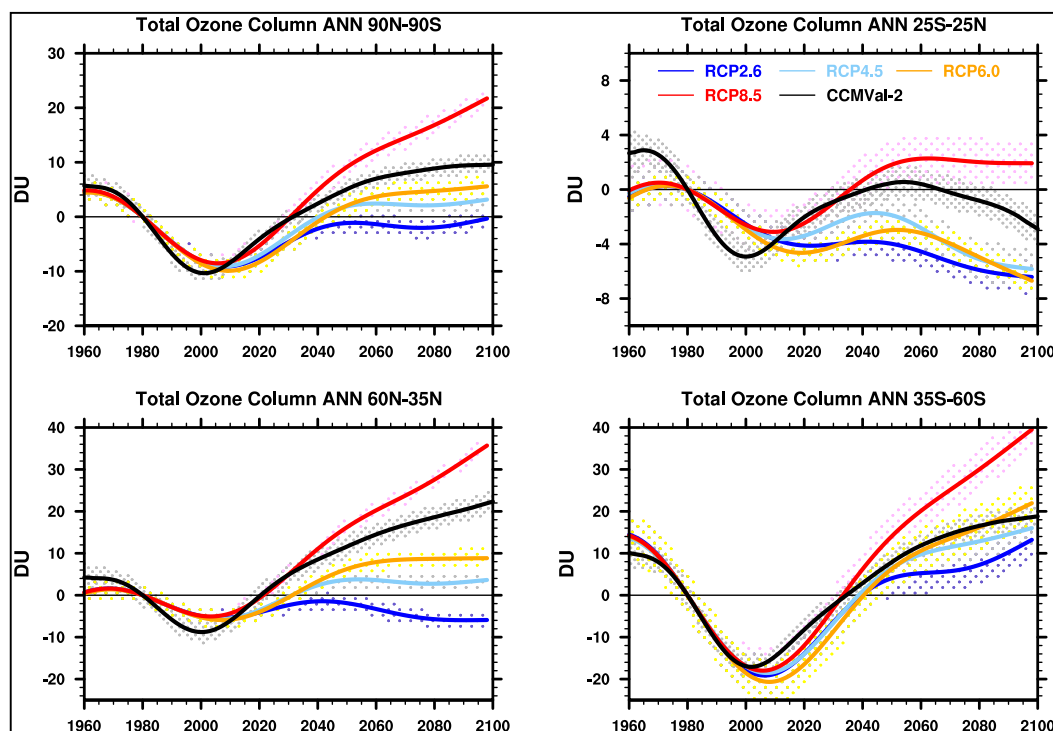 Total Ozone Column ANN 90N-90S
30
20
10
0
-10
-20
DU
1960 1980 2000 2020 2040 2060 2080 2100
Total Ozone Column ANN 25S-25N
RCP2.6 RCP4.5 RCP6.0
RCP8.5 CCMVal-2
8
4
0
-4
-8
DU
1960 1980 2000 2020 2040 2060 2080 2100
Total Ozone Column ANN 60N-35N
40
30
20
10
0
-10
-20
DU
1960 1980 2000 2020 2040 2060 2080 2100
Total Ozone Column ANN 35S-60S
40
30
20
10
0
-10
-20
DU
1960 1980 2000 2020 2040 2060 2080 2100